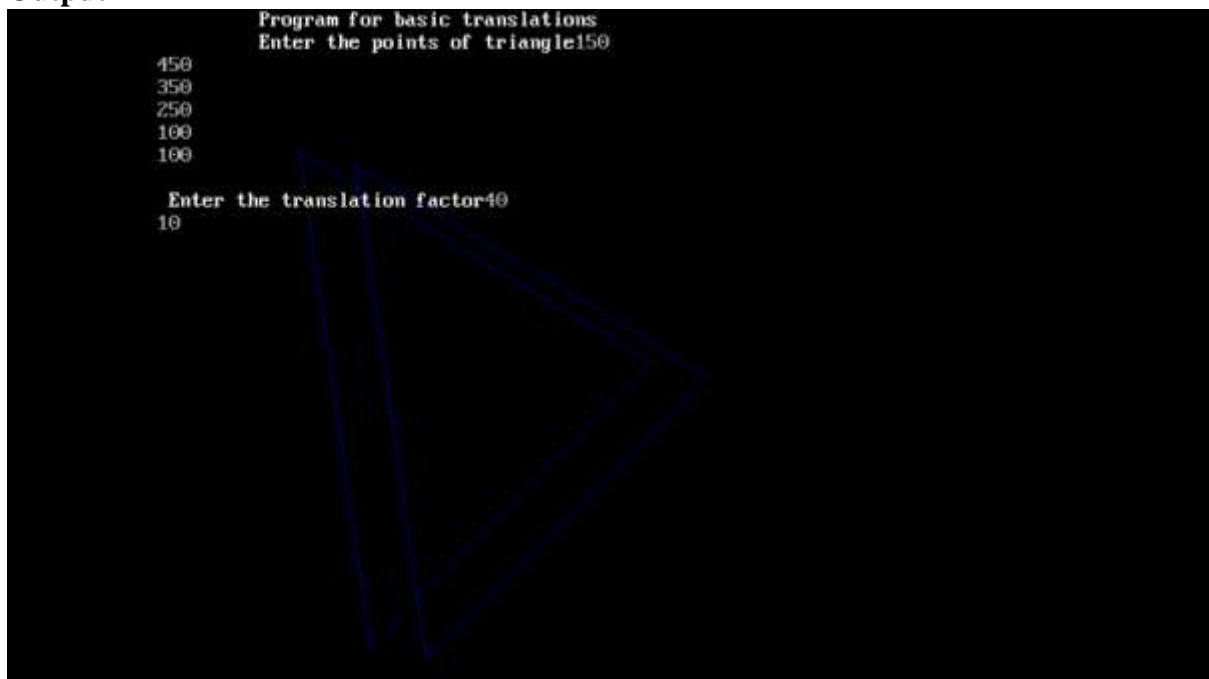 Program for basic translations
Enter the points of triangle150
450
350
250
100
100
Enter the translation factor40
10